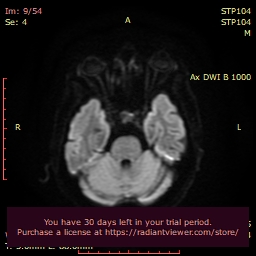 Im: 9/54
Se: 4
A
STP104
STP104
M
Ax DWI B 1000
R
L
You have 30 days left in your trial period.
Purchase a license at https://radiantviewer.com/store/